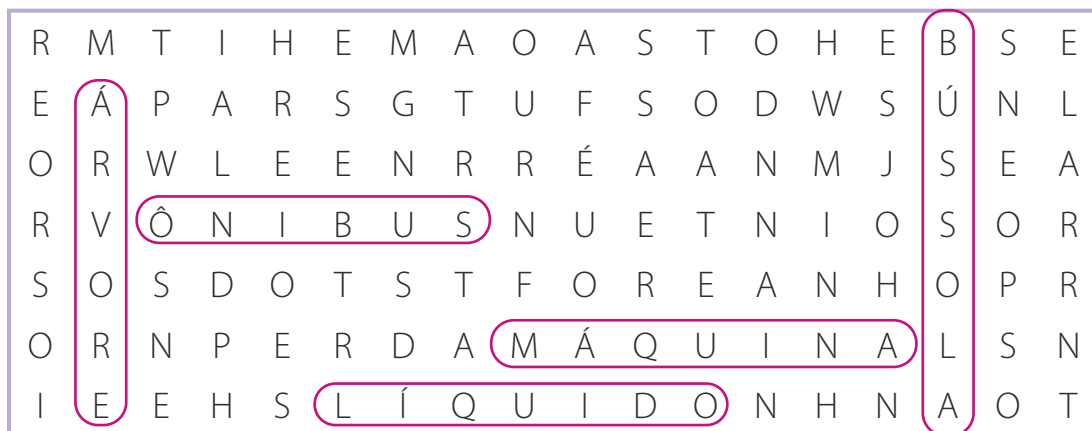 R M T I H E M A O A S T O H E B S E
E Á P A R S G T U F S O D W S Ú N L
O R W L E E N R R É A A N M J S E A
R V Ô N I B U S N U E T N I O S O R
S O S D O T S T F O R E A N H O P R
O R N P E R D A M Á Q U I N A L S N
I E E H S L Í Q U I D O N H N A O T